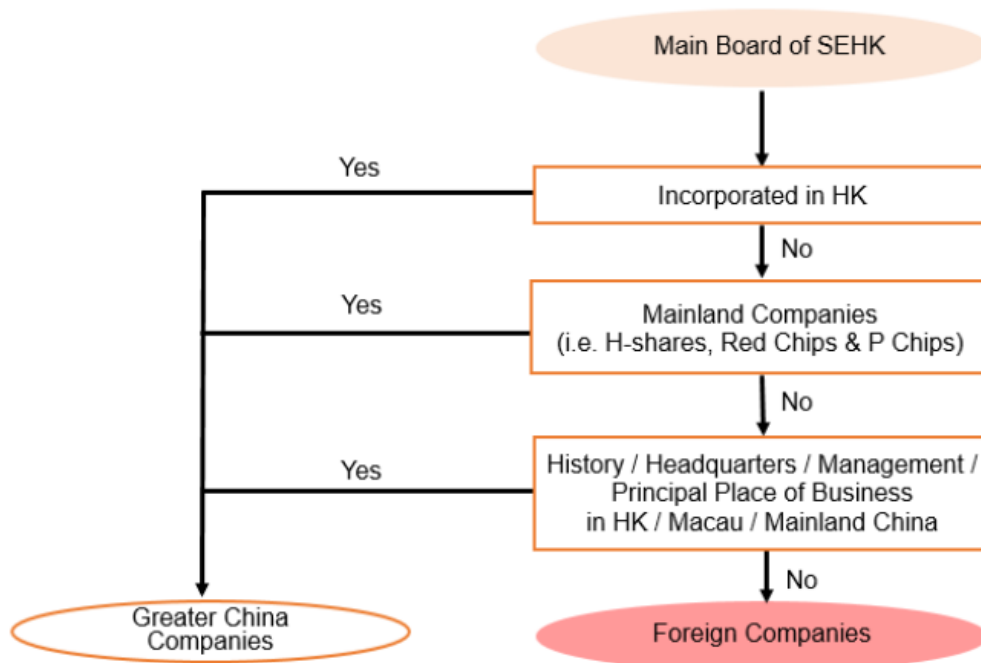 Main Board of SEHK
Yes
Incorporated in HK
No
Yes
Mainland Companies
(i.e. H-shares, Red Chips & P Chips)
No
Yes
History / Headquarters / Management /
Principal Place of Business
in HK / Macau / Mainland China
No
Greater China
Companies
Foreign Companies